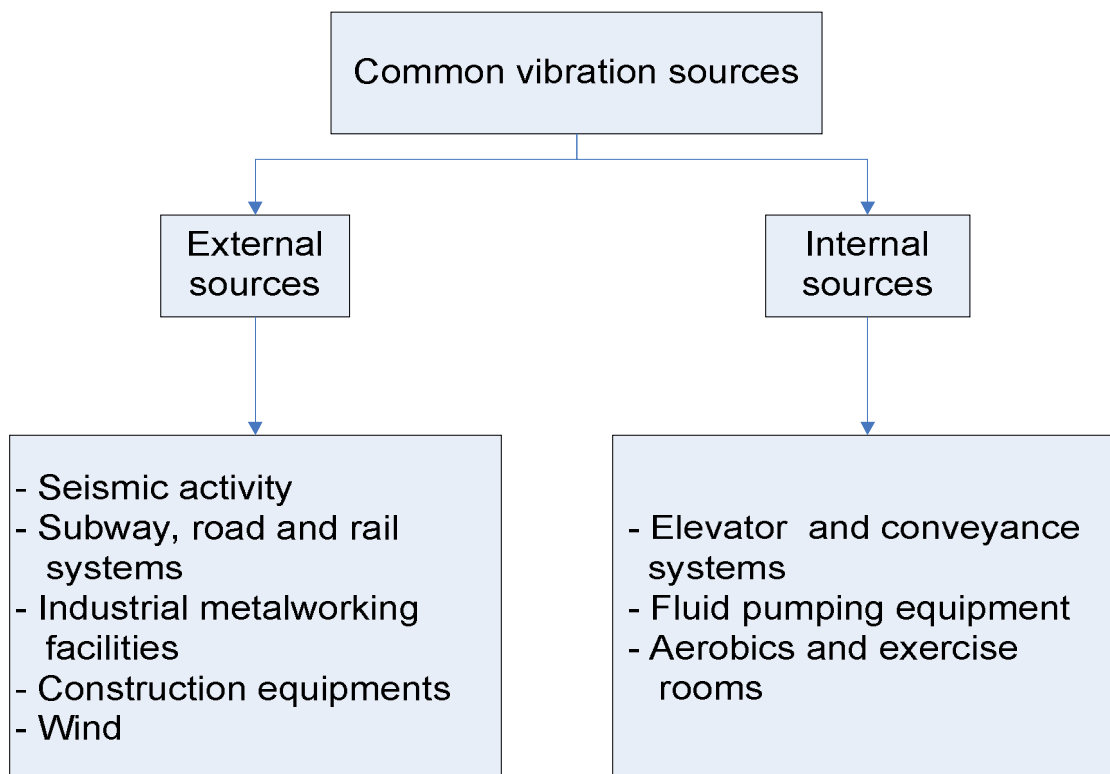 Common vibration sources
External
sources
Internal
sources
- Seismic activity
- Subway, road and rail
systems
- Industrial metalworking
facilities
- Construction equipments
- Wind
- Elevator  and conveyance
systems
- Fluid pumping equipment
- Aerobics and exercise
rooms